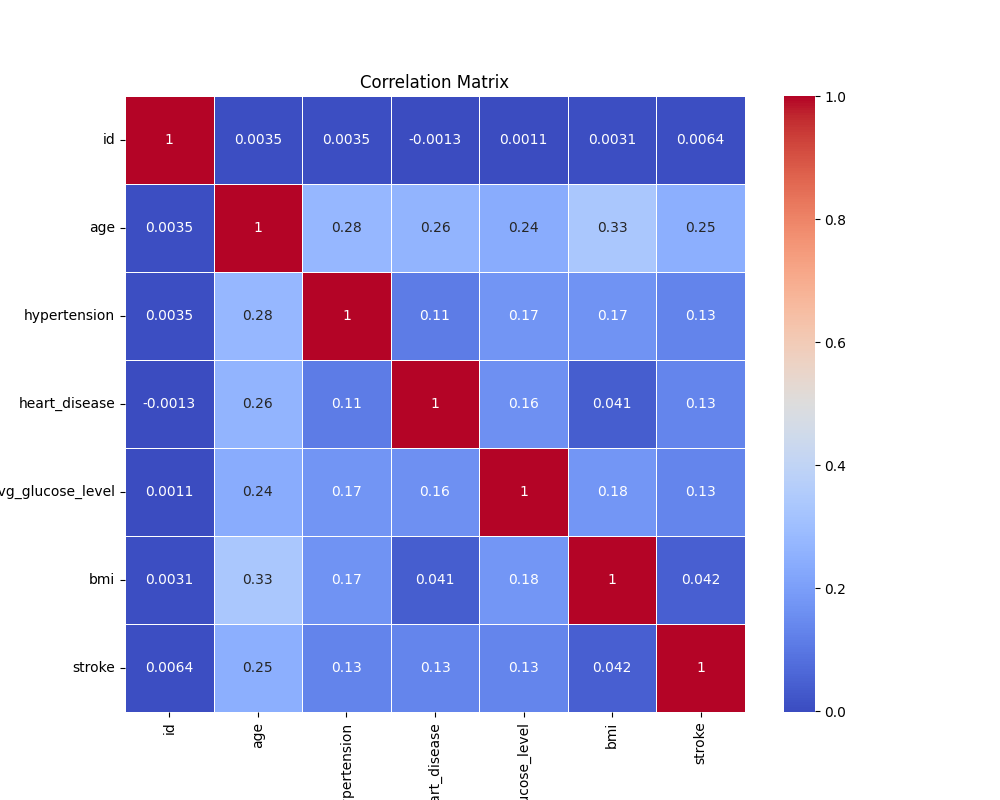 Correlation Matrix
id 1 0.0035 0.0035 -0.0013 0.0011 0.0031 0.0064
age 0.0035 1 0.28 0.26 0.24 0.33 0.25
hypertension 0.0035 0.28 1 0.11 0.17 0.17 0.13
heart_disease -0.0013 0.26 0.11 1 0.16 0.041 0.13
vg_glucose_level 0.0011 0.24 0.17 0.16 1 0.18 0.13
bmi 0.0031 0.33 0.17 0.041 0.18 1 0.042
stroke 0.0064 0.25 0.13 0.13 0.13 0.042 1
id
age
pertension
art_disease
ucose_level
bmi
stroke
1.0
0.8
0.6
0.4
0.2
0.0